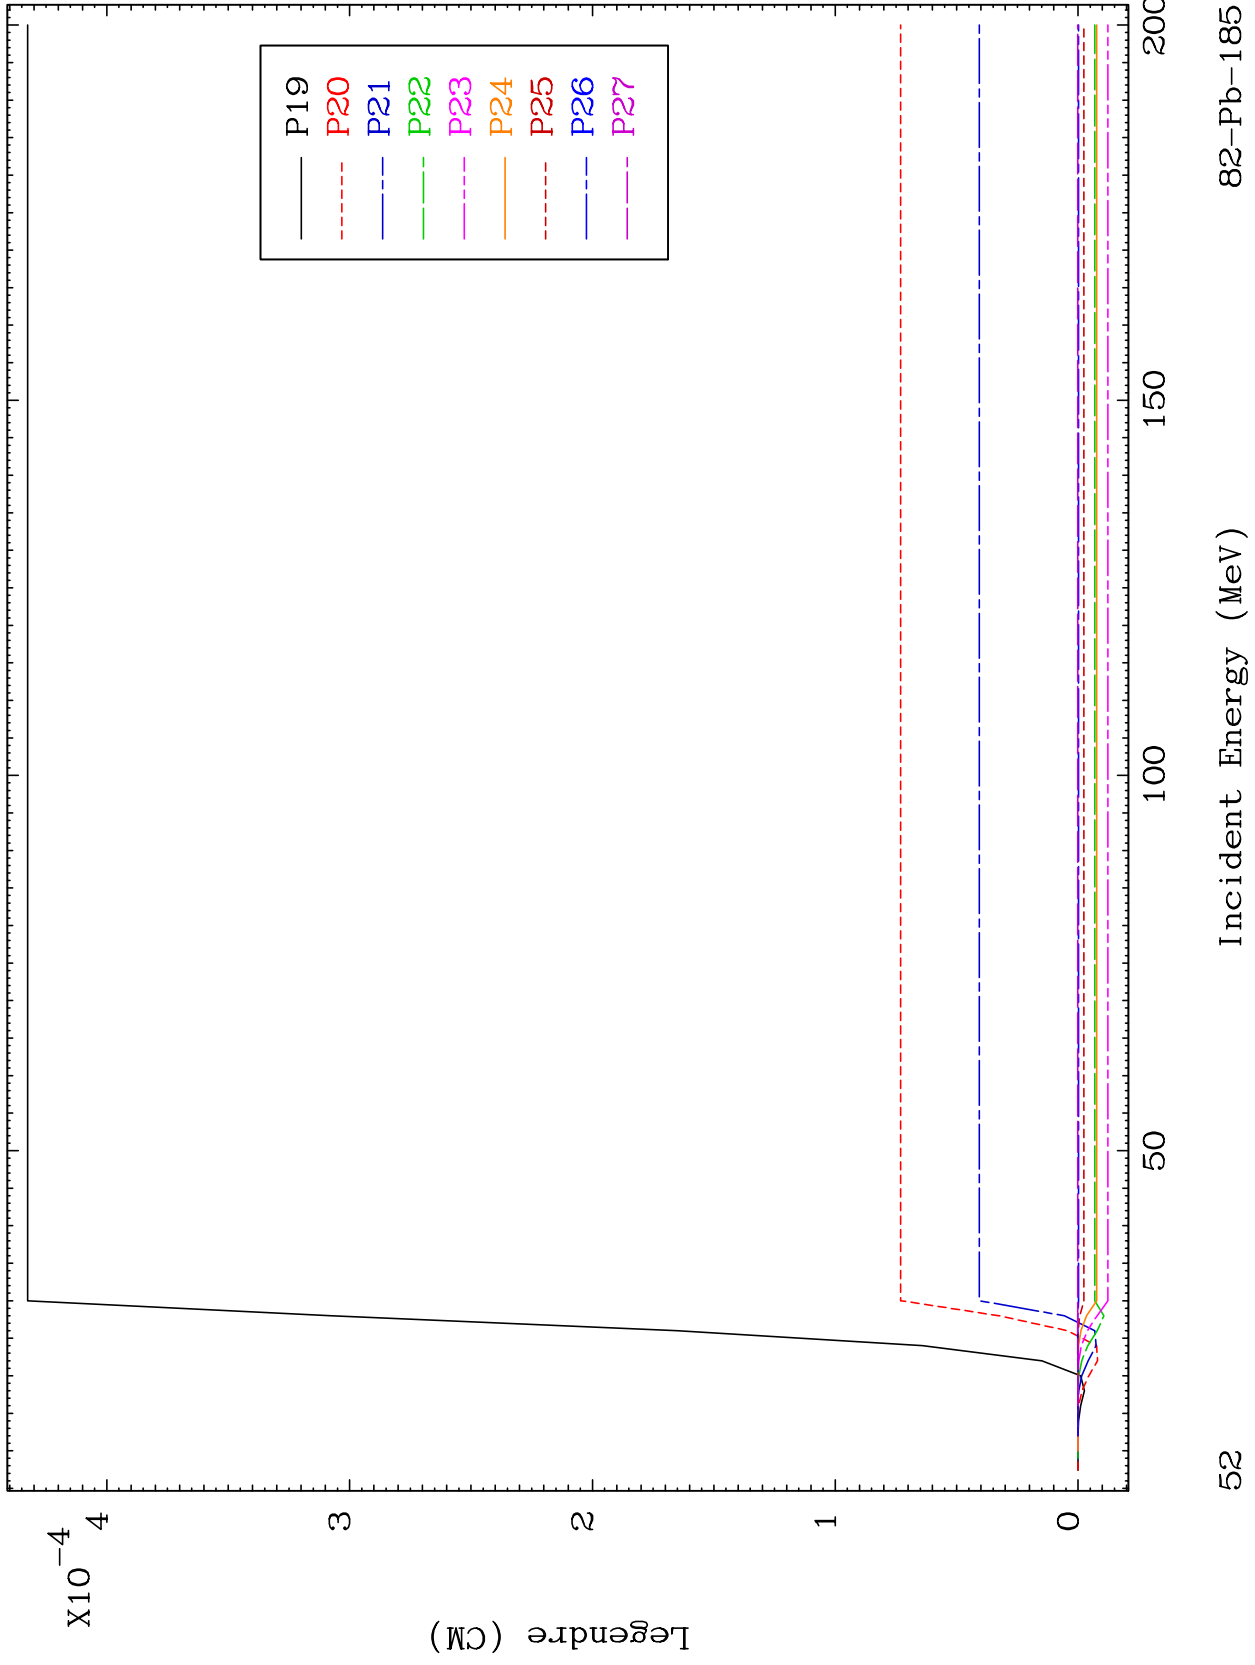 X10-4
4
3
2
1
0
Legendre (CM)
P19
P20
P21
P22
P23
P24
P25
P26
P27
50
100
150
200
Incident Energy (MeV)
52
82-Pb-185